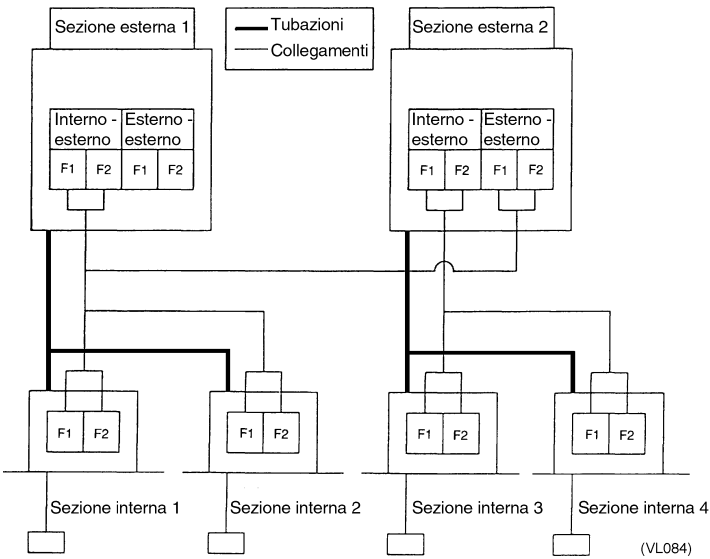 Sezione esterna 1
Tubazioni
Collegamenti
Sezione esterna 2
Interno -
esterno
Esterno -
esterno
F1 F2 F1 F2
Interno -
esterno
Esterno -
esterno
F1 F2 F1 F2
F1 F2
F1 F2
F1 F2
F1 F2
Sezione interna 1
Sezione interna 2
Sezione interna 3
Sezione interna 4
(VL084)